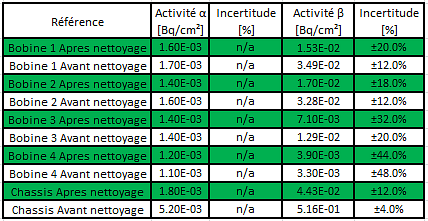 Référence Activité α [Bq/cm²] Incertitude [%] Activité β [Bq/cm²] Incertitude [%]
Bobine 1 Apres nettoyage 1.60E-03 n/a 1.53E-02 ±20.0%
Bobine 1 Avant nettoyage 1.70E-03 n/a 3.49E-02 ±12.0%
Bobine 2 Apres nettoyage 1.40E-03 n/a 1.70E-02 ±18.0%
Bobine 2 Avant nettoyage 1.60E-03 n/a 3.28E-02 ±12.0%
Bobine 3 Apres nettoyage 1.40E-03 n/a 7.10E-03 ±32.0%
Bobine 3 Avant nettoyage 1.40E-03 n/a 1.29E-02 ±20.0%
Bobine 4 Apres nettoyage 1.20E-03 n/a 3.90E-03 ±44.0%
Bobine 4 Avant nettoyage 1.10E-03 n/a 3.30E-03 ±48.0%
Chassis Apres nettoyage 1.80E-03 n/a 4.43E-02 ±12.0%
Chassis Avant nettoyage 5.20E-03 n/a 5.16E-01 ±4.0%